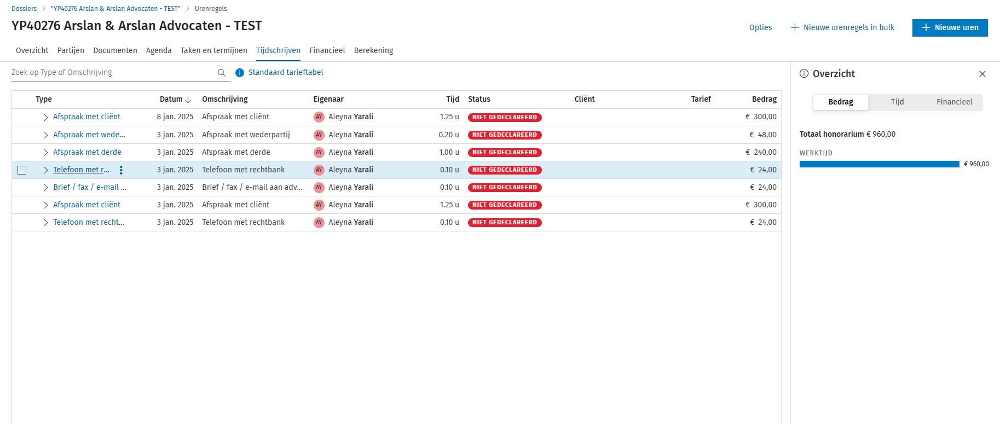 Dossiers > "YP40276 Arslan & Arslan Advocaten - TEST" > Urenregels
YP40276 Arslan & Arslan Advocaten - TEST
Opties + Nieuwe urenregels in bulk + Nieuwe uren
Overzicht Partijen Documenten Agenda Taken en termijnen Tijdschrijven Financieel Berekening
Zoek op Type of Omschrijving Standaard tarieftabel
Type Datum ↓ Omschrijving Eigenaar Tijd Status Cliënt Tarief Bedrag
Afspraak met cliënt 8 jan. 2025 Afspraak met cliënt AY Aleyna Yarali 1.25 u NIET GEDECLAREERD € 300,00
Afspraak met wede... 3 jan. 2025 Afspraak met wederpartij AY Aleyna Yarali 0.20 u NIET GEDECLAREERD € 48,00
Afspraak met derde 3 jan. 2025 Afspraak met derde AY Aleyna Yarali 1.00 u NIET GEDECLAREERD € 240,00
Telefoon met r... 3 jan. 2025 Telefoon met rechtbank AY Aleyna Yarali 0.10 u NIET GEDECLAREERD € 24,00
Brief / fax / e-mail ... 3 jan. 2025 Brief / fax / e-mail aan adv... AY Aleyna Yarali 0.10 u NIET GEDECLAREERD € 24,00
Afspraak met cliënt 3 jan. 2025 Afspraak met cliënt AY Aleyna Yarali 1.25 u NIET GEDECLAREERD € 300,00
Telefoon met recht... 3 jan. 2025 Telefoon met rechtbank AY Aleyna Yarali 0.10 u NIET GEDECLAREERD € 24,00
Overzicht
Bedrag Tijd Financieel
Totaal honorarium € 960,00
WERKTIJD
€ 960,00